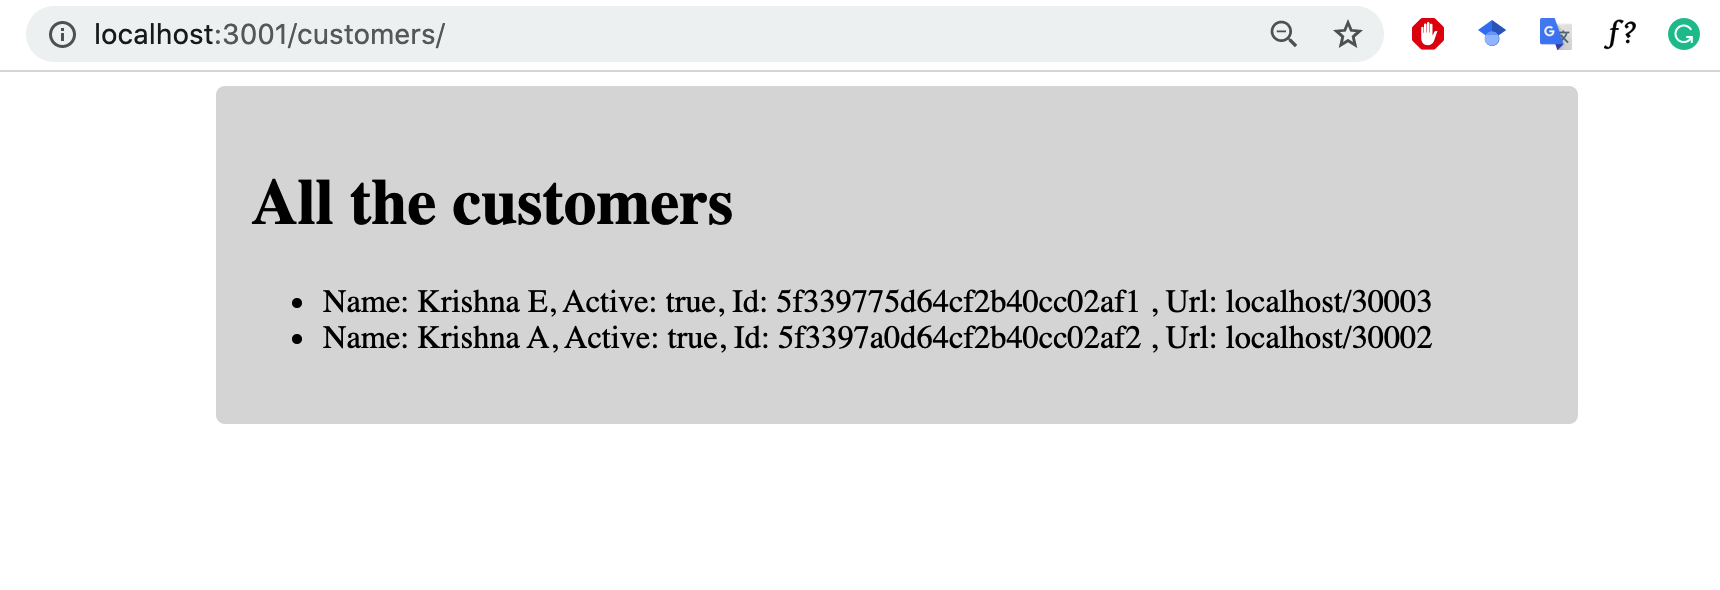 localhost:3001/customers/
G 文
f?
G
All the customers
Name: Krishna E, Active: true, Id: 5f339775d64cf2b40cc02af1 , Url: localhost/30003
Name: Krishna A, Active: true, Id: 5f3397a0d64cf2b40cc02af2 , Url: localhost/30002